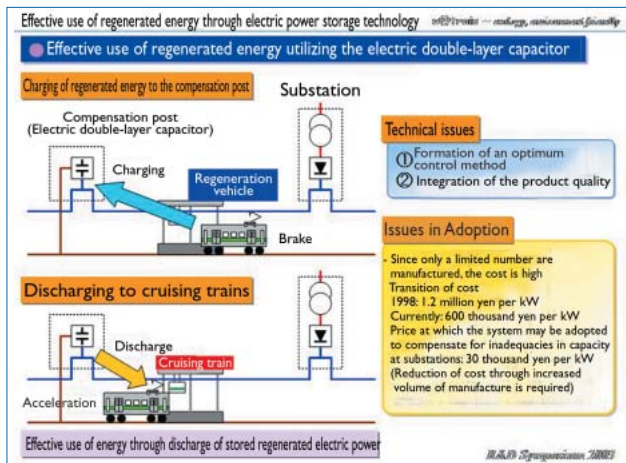 Effective use of regenerated energy through electric power storage technology
Effective use of regenerated energy utilizing the electric double-layer capacitor
Charging of regenerated energy to the compensation post
Substation
Compensation post
(Electric double-layer capacitor)
Charging
Regeneration
vehicle
Brake
Discharging to cruising trains
Discharge
Cruising train
Acceleration
Effective use of energy through discharge of stored regenerated electric power
Technical issues
① Formation of an optimum
control method
② Integration of the product quality
Issues in Adoption
- Since only a limited number are
manufactured, the cost is high
Transition of cost
1998: 1.2 million yen per kW
Currently: 600 thousand yen per kW
Price at which the system may be adopted
to compensate for inadequacies in capacity
at substations: 30 thousand yen per kW
(Reduction of cost through increased
volume of manufacture is required)
R&D Symposium 2003